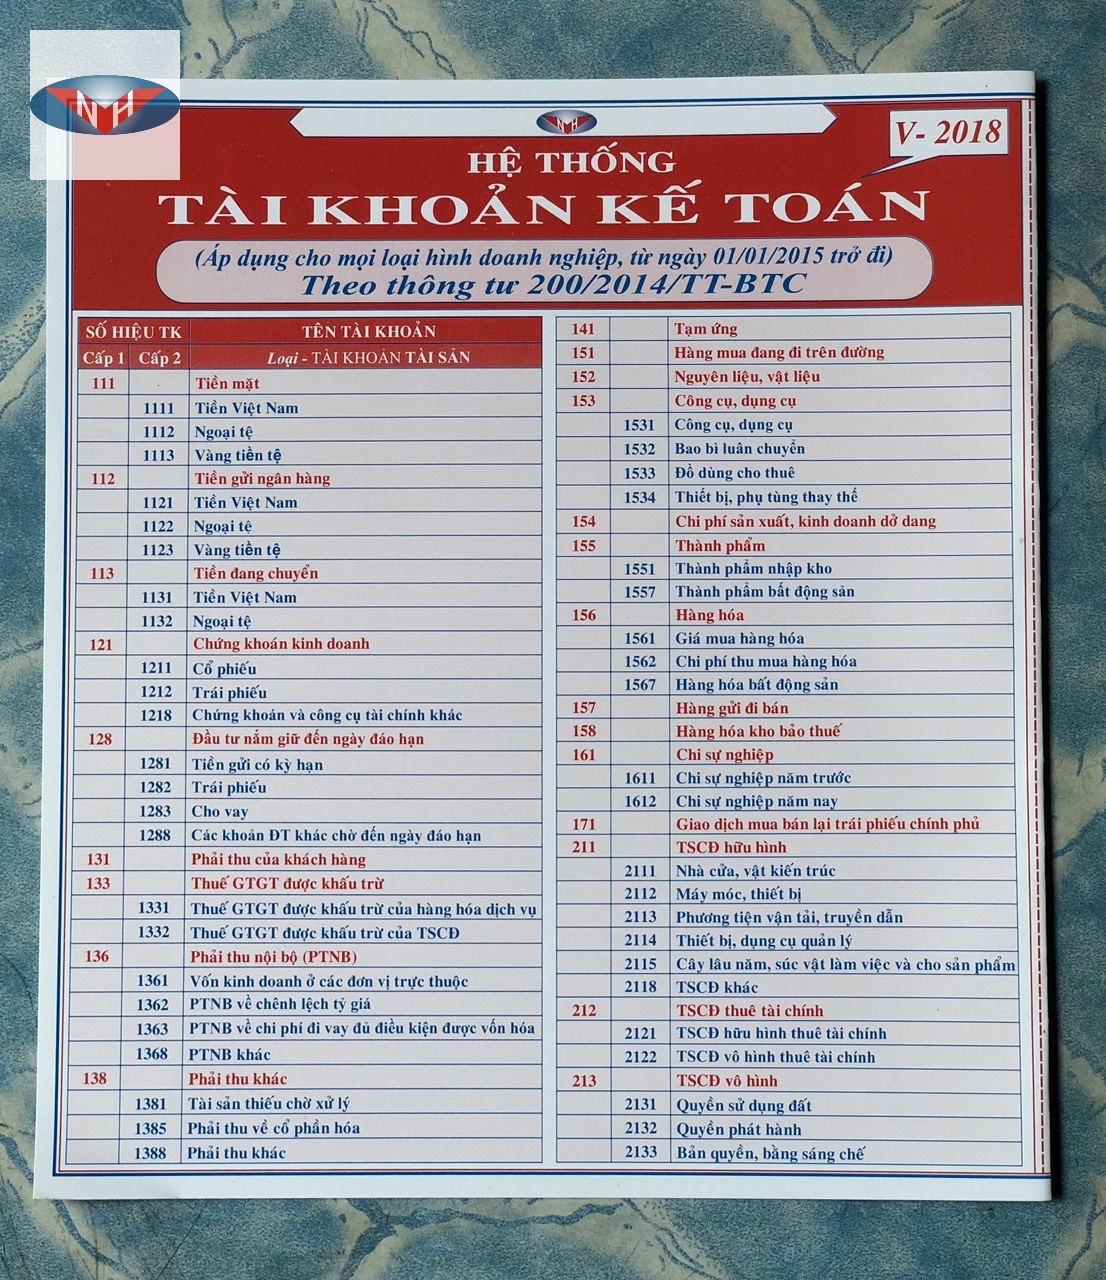 NH
NH
V- 2018
HỆ THỐNG
TÀI KHOẢN KẾ TOÁN
(Áp dụng cho mọi loại hình doanh nghiệp, từ ngày 01/01/2015 trở đi)
Theo thông tư 200/2014/TT-BTC
SỐ HIỆU TK TÊN TÀI KHOẢN
Cấp 1 Cấp 2 Loại - TÀI KHOẢN TÀI SẢN
111 Tiền mặt
1111 Tiền Việt Nam
1112 Ngoại tệ
1113 Vàng tiền tệ
112 Tiền gửi ngân hàng
1121 Tiền Việt Nam
1122 Ngoại tệ
1123 Vàng tiền tệ
113 Tiền đang chuyển
1131 Tiền Việt Nam
1132 Ngoại tệ
121 Chứng khoán kinh doanh
1211 Cổ phiếu
1212 Trái phiếu
1218 Chứng khoán và công cụ tài chính khác
128 Đầu tư nắm giữ đến ngày đáo hạn
1281 Tiền gửi có kỳ hạn
1282 Trái phiếu
1283 Cho vay
1288 Các khoản ĐT khác chờ đến ngày đáo hạn
131 Phải thu của khách hàng
133 Thuế GTGT được khấu trừ
1331 Thuế GTGT được khấu trừ của hàng hóa dịch vụ
1332 Thuế GTGT được khấu trừ của TSCĐ
136 Phải thu nội bộ (PTNB)
1361 Vốn kinh doanh ở các đơn vị trực thuộc
1362 PTNB về chênh lệch tỷ giá
1363 PTNB về chi phí đi vay đủ điều kiện được vốn hóa
1368 PTNB khác
138 Phải thu khác
1381 Tài sản thiếu chờ xử lý
1385 Phải thu về cổ phần hóa
1388 Phải thu khác
141 Tạm ứng
151 Hàng mua đang đi trên đường
152 Nguyên liệu, vật liệu
153 Công cụ, dụng cụ
1531 Công cụ, dụng cụ
1532 Bao bì luân chuyển
1533 Đồ dùng cho thuê
1534 Thiết bị, phụ tùng thay thế
154 Chi phí sản xuất, kinh doanh dở dang
155 Thành phẩm
1551 Thành phẩm nhập kho
1557 Thành phẩm bất động sản
156 Hàng hóa
1561 Giá mua hàng hóa
1562 Chi phí thu mua hàng hóa
1567 Hàng hóa bất động sản
157 Hàng gửi đi bán
158 Hàng hóa kho bảo thuế
161 Chi sự nghiệp
1611 Chi sự nghiệp năm trước
1612 Chi sự nghiệp năm nay
171 Giao dịch mua bán lại trái phiếu chính phủ
211 TSCĐ hữu hình
2111 Nhà cửa, vật kiến trúc
2112 Máy móc, thiết bị
2113 Phương tiện vận tải, truyền dẫn
2114 Thiết bị, dụng cụ quản lý
2115 Cây lâu năm, súc vật làm việc và cho sản phẩm
2118 TSCĐ khác
212 TSCĐ thuê tài chính
2121 TSCĐ hữu hình thuê tài chính
2122 TSCĐ vô hình thuê tài chính
213 TSCĐ vô hình
2131 Quyền sử dụng đất
2132 Quyền phát hành
2133 Bản quyền, bằng sáng chế